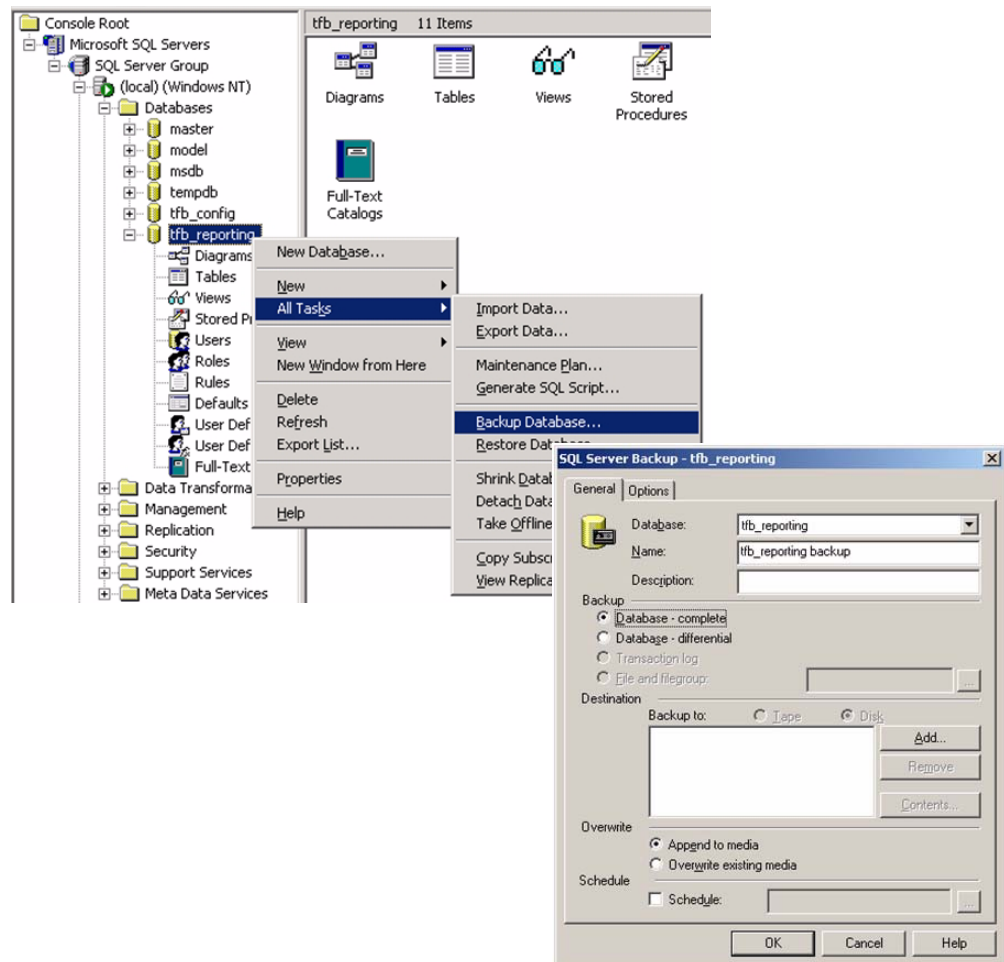 Console Root
Microsoft SQL Servers
SQL Server Group
(local) (Windows NT)
Databases
master
model
msdb
tempdb
tfb_config
tfb_reporting
Diagrams
Tables
Views
Stored Pr
Users
Roles
Rules
Defaults
User Def
User Def
Full-Text
Data Transforma
Management
Replication
Security
Support Services
Meta Data Services
tfb_reporting 11 Items
Diagrams
Tables
Views
Stored
Procedures
Full-Text
Catalogs
New Database...
New
All Tasks
View
New Window from Here
Delete
Refresh
Export List...
Properties
Help
Import Data...
Export Data...
Maintenance Plan...
Generate SQL Script...
Backup Database...
Restore Database...
Shrink Datab
Detach Data
Take Offline
Copy Subscr
View Replica
SQL Server Backup - tfb_reporting
General
Options
Database: tfb_reporting
Name: tfb_reporting backup
Description:
Backup
Database - complete
Database - differential
Transaction log
File and filegroup: ...
Destination
Backup to: Tape Disk
Add...
Remove
Contents...
Overwrite
Append to media
Overwrite existing media
Schedule
Schedule: ...
OK Cancel Help